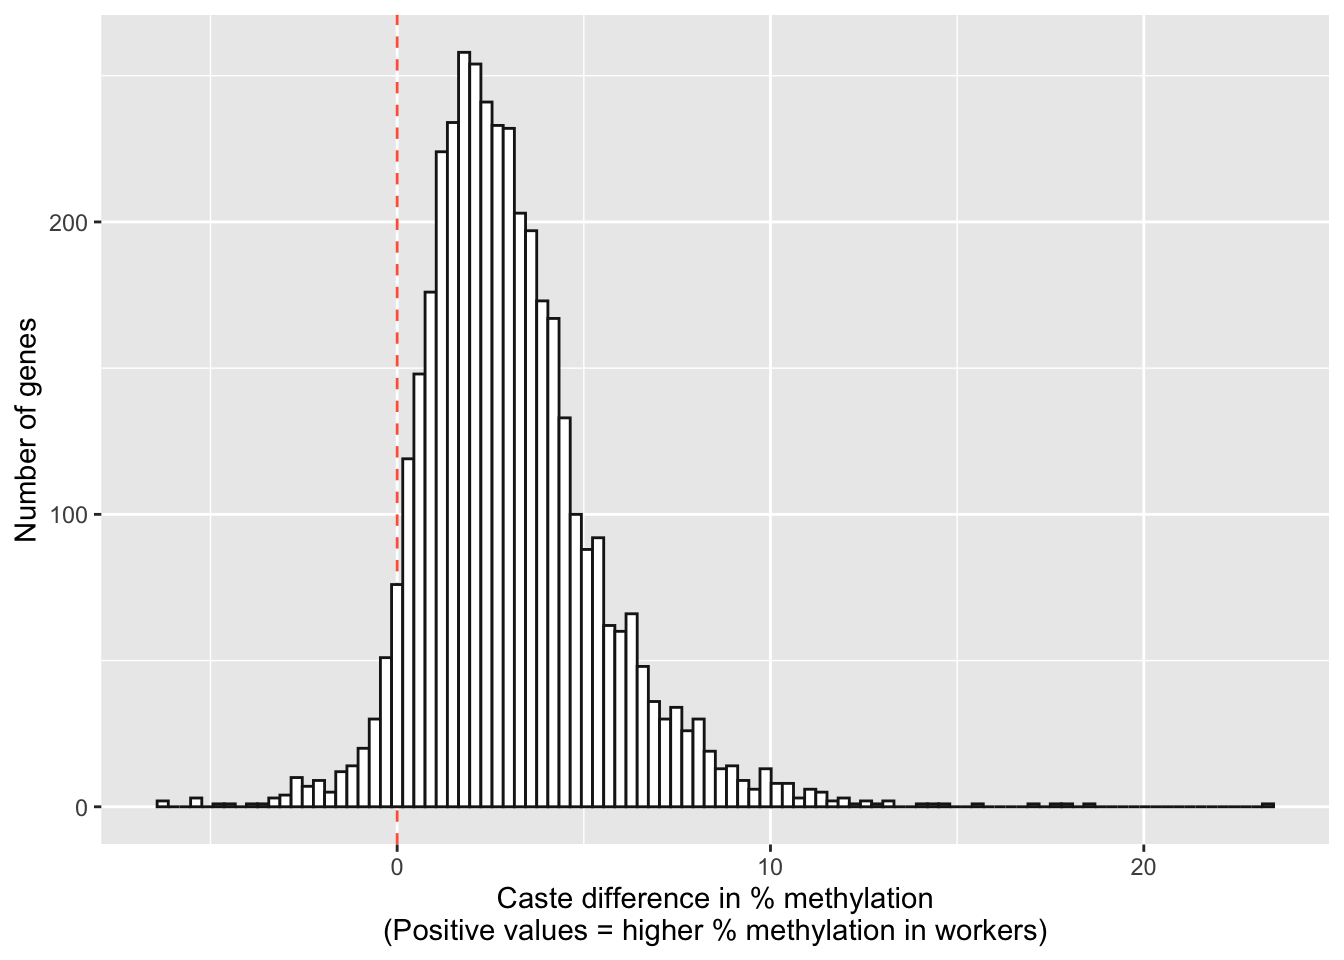 Number of genes
200
100
0
0
10
20
Caste difference in % methylation
(Positive values = higher % methylation in workers)